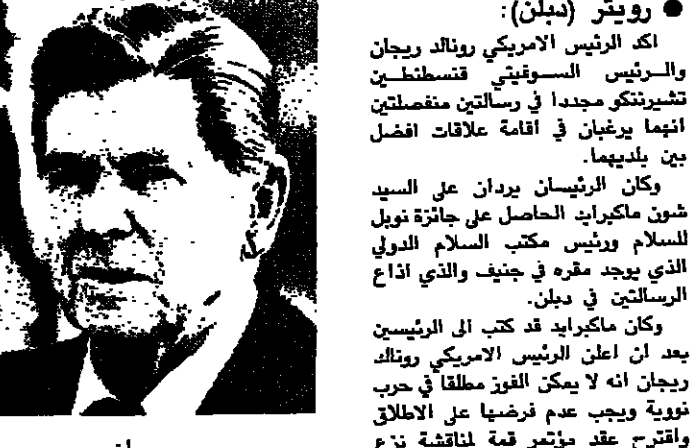 ● رويتر (دبلن):
اكد الرئيس الامريكي رونالد ريجان
والـرئيس الســوفيتي قنسطنطـين
تشيرننكو مجددا في رسالتين منفصلتين
انهما يرغبان في اقامة علاقات افضل
بين بلديهما.
وكان الرئيسان يردان على السيد
شون ماكبرايد الحاصل على جائزة نوبل
للسلام ورئيس مكتب السلام الدولي
الذي يوجد مقره في جنيف والذي اذاع
الرسالتين في دبلن.
وكان ماكبرايد قد كتب الى الرئيسين
بعد ان اعلن الرئيس الامريكي رونالد
ريجان انه لا يمكن الفوز مطلقا في حرب
نووية ويجب عدم فرضها على الاطلاق
واقترح عقد مؤتمر قمة لمناقشة نزع